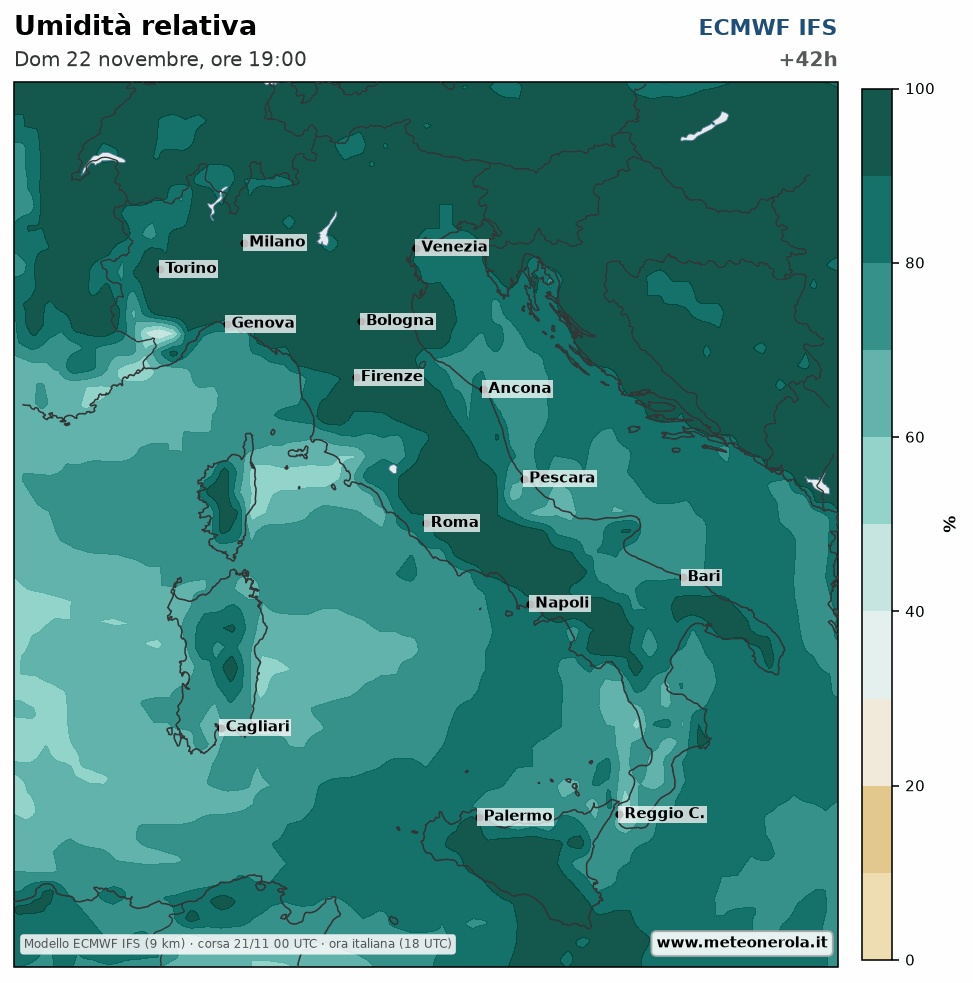 Umidità relativa
ECMWF IFS
Dom 22 novembre, ore 19:00
+42h
100
80
60
40
20
0
%
Milano
Venezia
Torino
Genova
Bologna
Firenze
Ancona
Pescara
Roma
Bari
Napoli
Cagliari
Palermo
Reggio C.
Modello ECMWF IFS (9 km) · corsa 21/11 00 UTC · ora italiana (18 UTC)
www.meteonerola.it